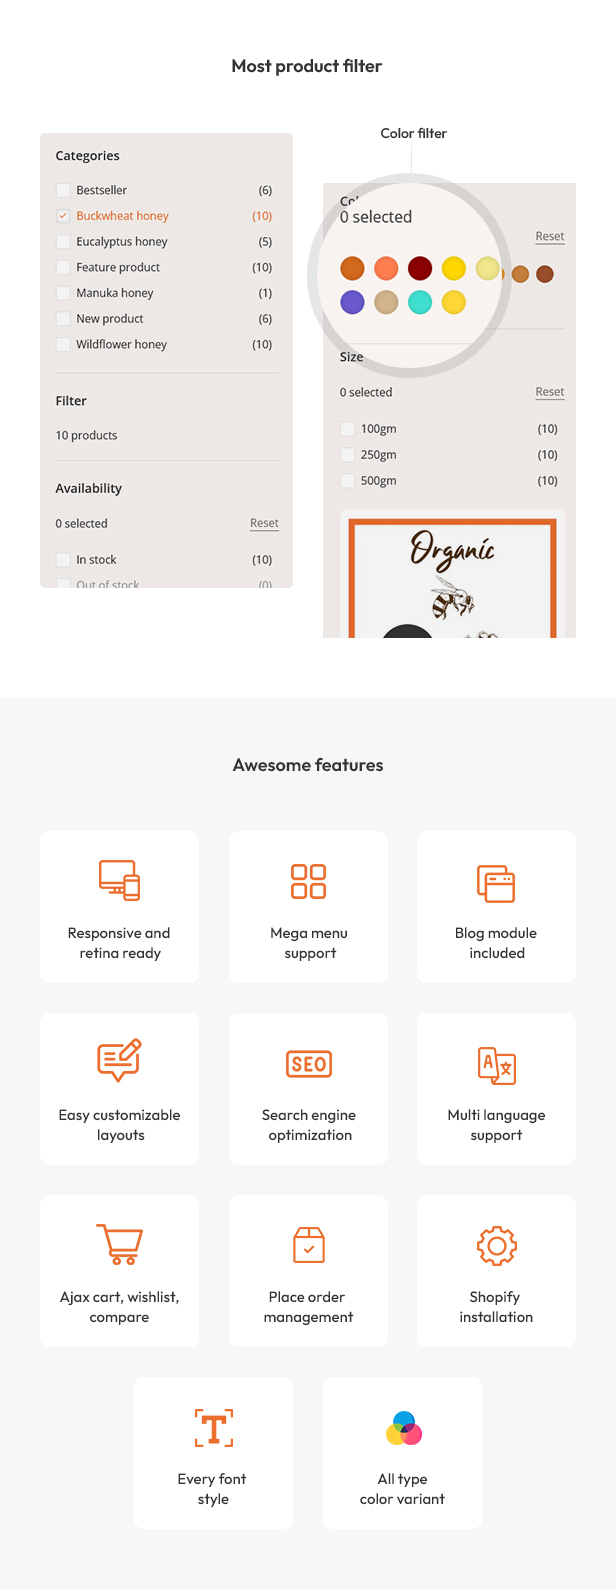 Most product filter
Categories
Bestseller (6)
Buckwheat honey (10)
Eucalyptus honey (5)
Feature product (10)
Manuka honey (1)
New product (6)
Wildflower honey (10)
Filter
10 products
Availability
0 selected Reset
In stock (10)
Out of stock (0)
Color filter
0 selected
Reset
Size
0 selected Reset
100gm (10)
250gm (10)
500gm (10)
Organic
Awesome features
Responsive and
retina ready
Mega menu
support
Blog module
included
Easy customizable
layouts
SEO
Search engine
optimization
A
文
Multi language
support
Ajax cart, wishlist,
compare
Place order
management
Shopify
installation
T
Every font
style
All type
color variant